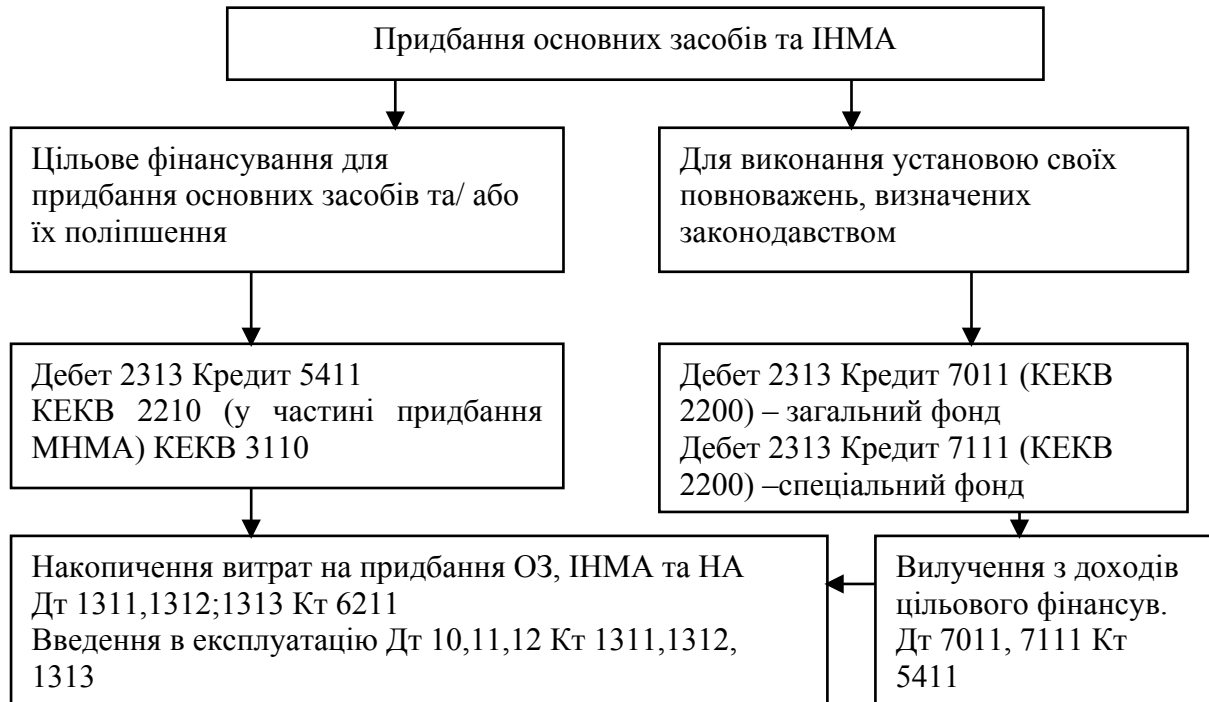 Придбання основних засобів та ІНМА
Цільове фінансування для
придбання основних засобів та/ або
їх поліпшення
Для виконання установою своїх
повноважень, визначених
законодавством
Дебет 2313 Кредит 5411
КЕКВ 2210 (у частині придбання
МНМА) КЕКВ 3110
Дебет 2313 Кредит 7011 (КЕКВ
2200) – загальний фонд
Дебет 2313 Кредит 7111 (КЕКВ
2200) –спеціальний фонд
Накопичення витрат на придбання ОЗ, ІНМА та НА
Дт 1311,1312;1313 Кт 6211
Введення в експлуатацію Дт 10,11,12 Кт 1311,1312,
1313
Вилучення з доходів
цільового фінансув.
Дт 7011, 7111 Кт
5411